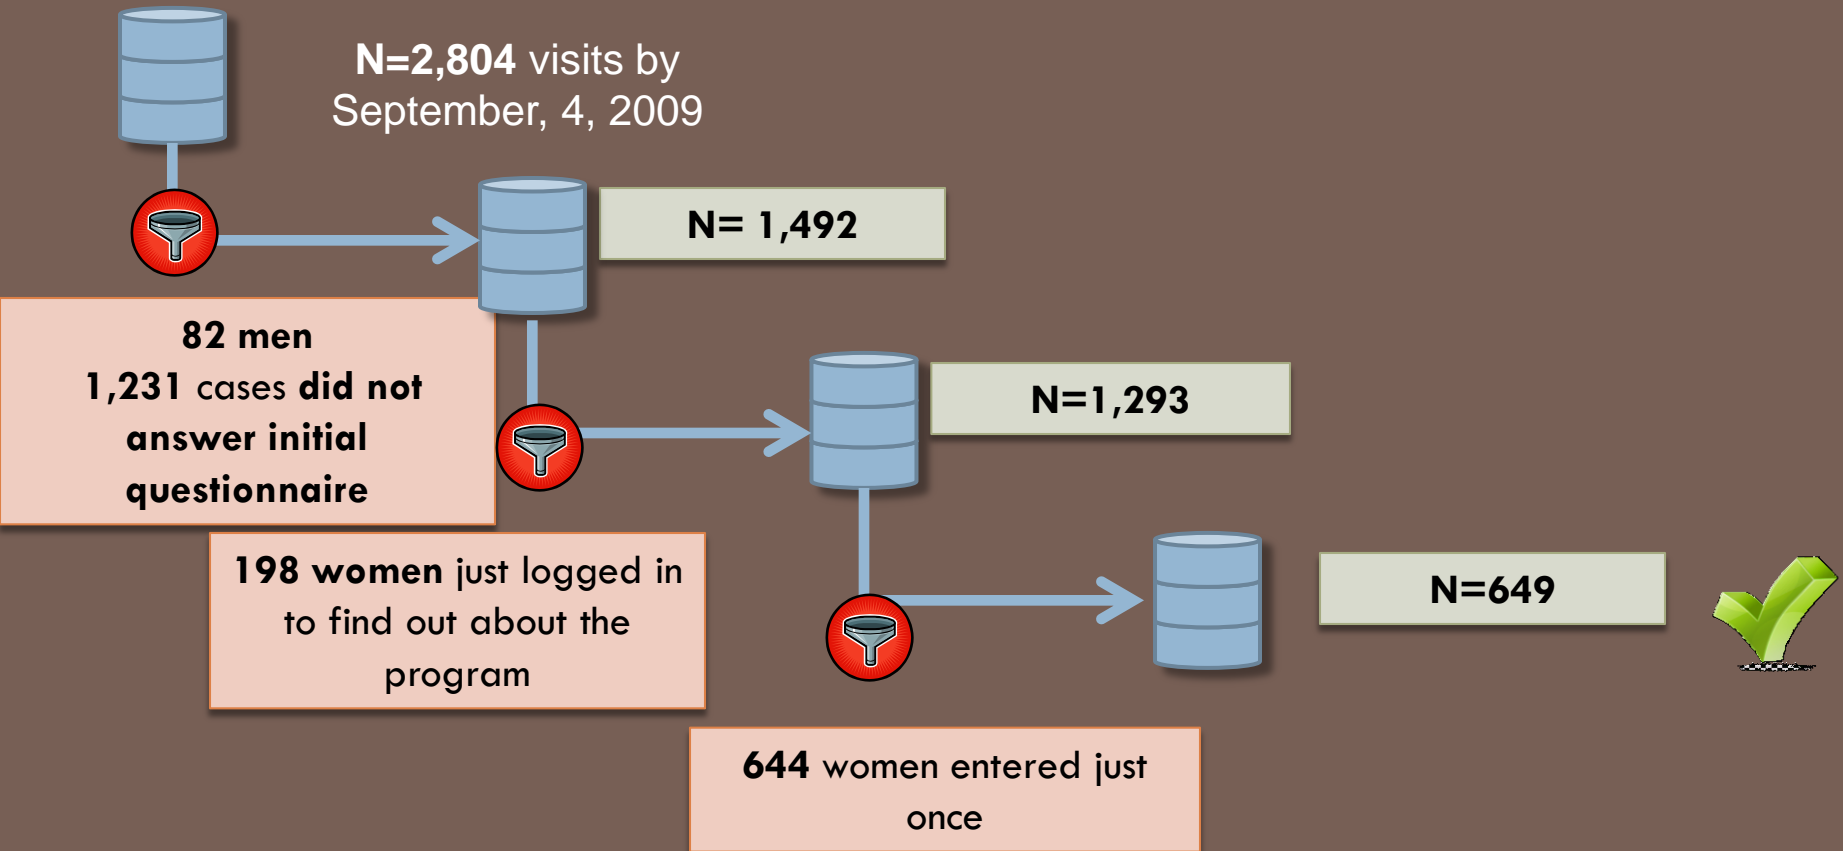 N=2,804 visits by
September, 4, 2009
N= 1,492
82 men
1,231 cases did not
answer initial
questionnaire
N=1,293
198 women just logged in
to find out about the
program
N=649
644 women entered just
once